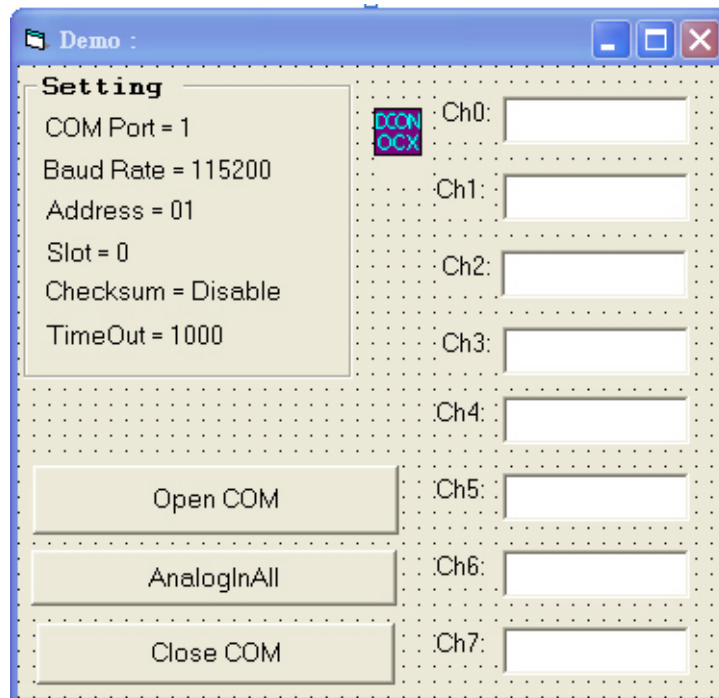 Demo :
Setting
COM Port = 1
Baud Rate = 115200
Address = 01
Slot = 0
Checksum = Disable
TimeOut = 1000
DCON
OCX
Open COM
AnalogInAll
Close COM
Ch0:
Ch1:
Ch2:
Ch3:
Ch4:
Ch5:
Ch6:
Ch7: